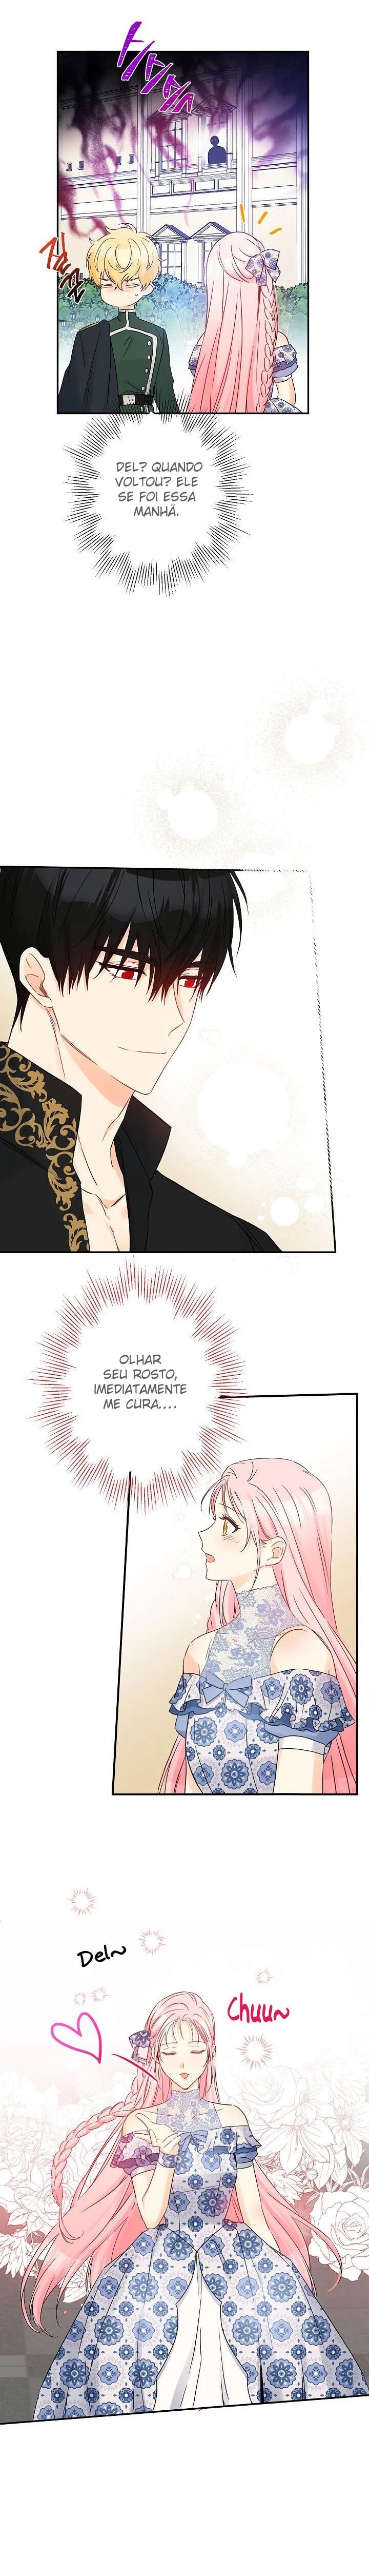 DEL? QUANDO
VOLTOU? ELE
SE FOI ESSA
MANHÃ.
OLHAR
SEU ROSTO,
IMEDIATAMENTE
ME CURA....
Del~
Chuu~